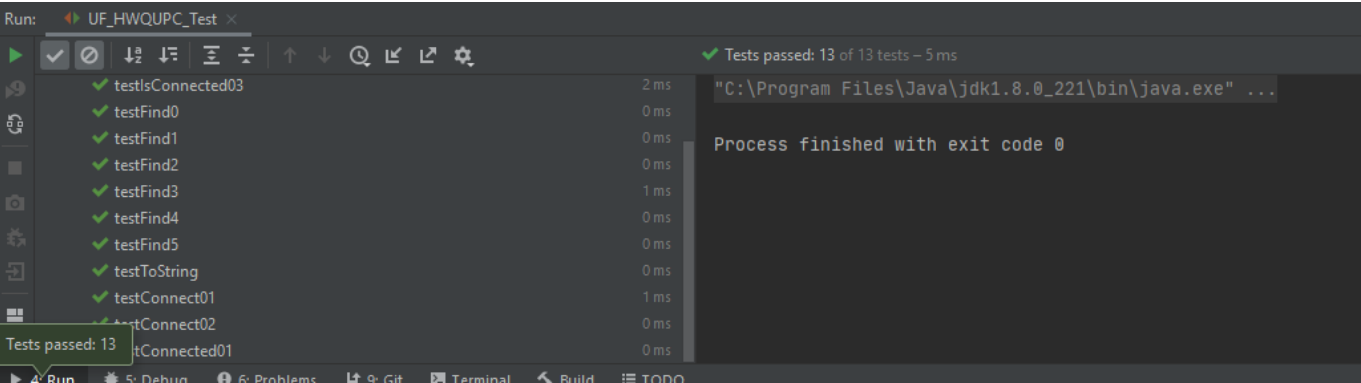 Run: UF_HWQUPC_Test ×
Tests passed: 13 of 13 tests – 5 ms
testIsConnected03 2 ms
testFind0 0 ms
testFind1 0 ms
testFind2 0 ms
testFind3 1 ms
testFind4 0 ms
testFind5 0 ms
testToString 0 ms
testConnect01 1 ms
testConnect02 0 ms
tConnected01 0 ms
"C:\Program Files\Java\jdk1.8.0_221\bin\java.exe" ...
Process finished with exit code 0
Tests passed: 13
4: Run 5: Debug 6: Problems 9: Git Terminal Build TODO